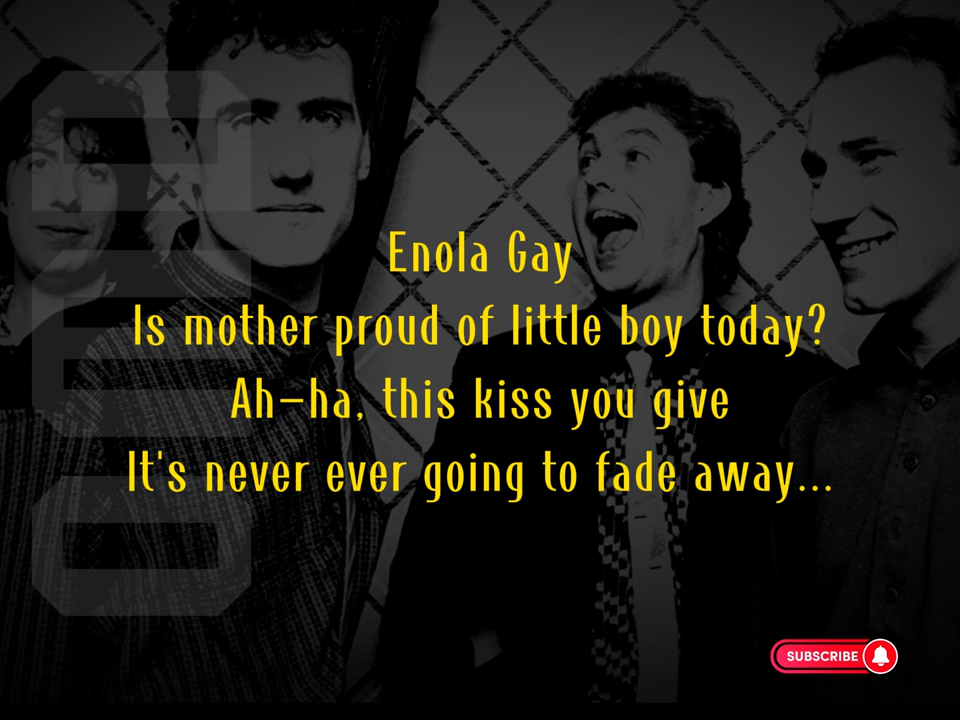 OMD
Enola Gay
Is mother proud of little boy today?
Ah-ha, this kiss you give
It's never ever going to fade away...
SUBSCRIBE